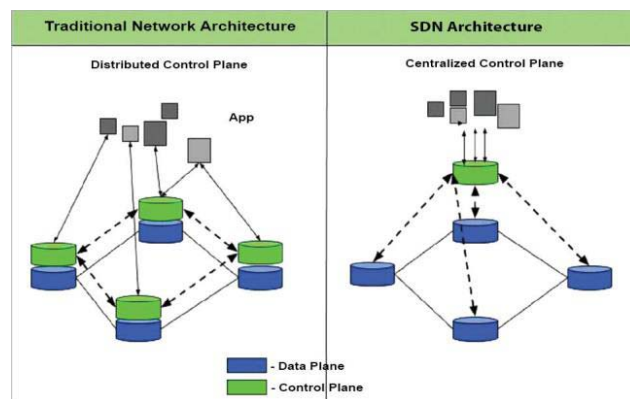 Traditional Network Architecture
SDN Architecture
Distributed Control Plane
Centralized Control Plane
App
- Data Plane
- Control Plane